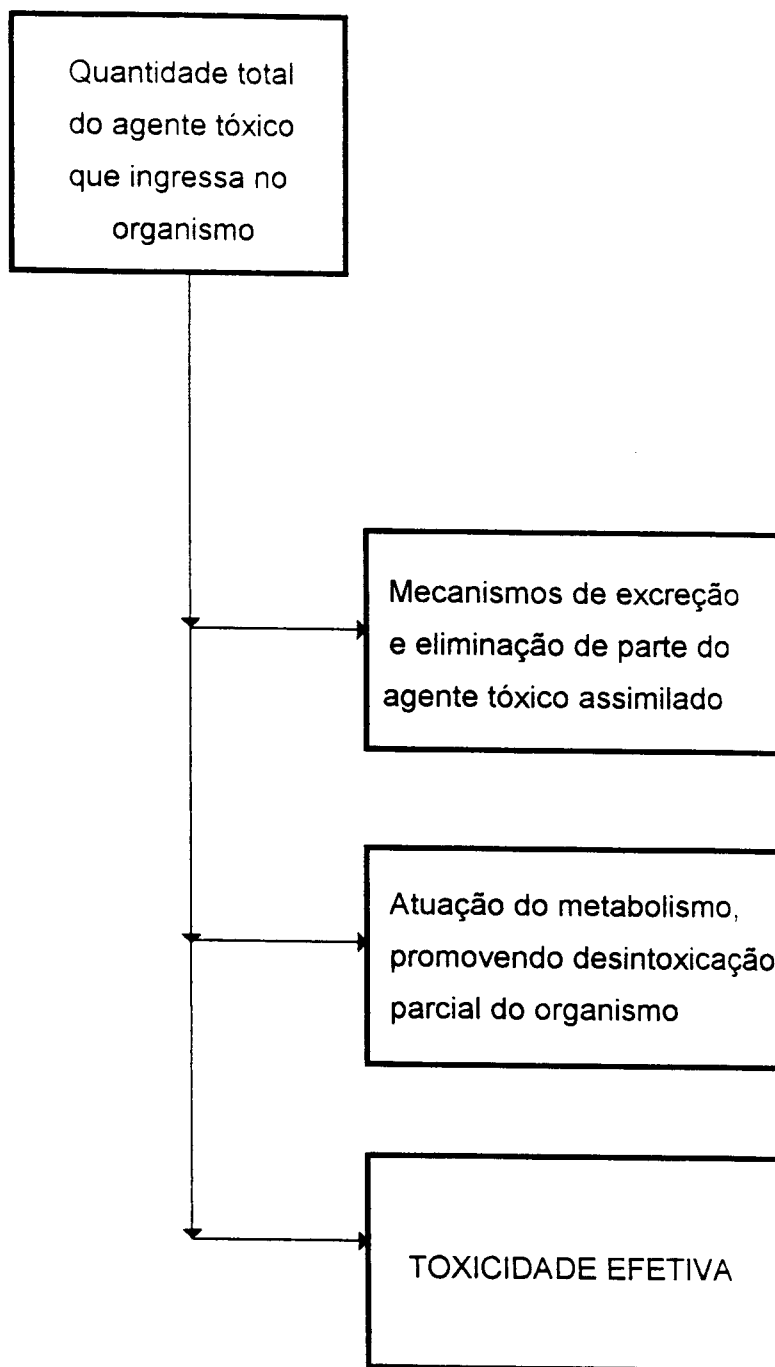 Quantidade total
do agente tóxico
que ingressa no
organismo
Mecanismos de excreção
e eliminação de parte do
agente tóxico assimilado
Atuação do metabolismo,
promovendo desintoxicação
parcial do organismo
TOXICIDADE EFETIVA